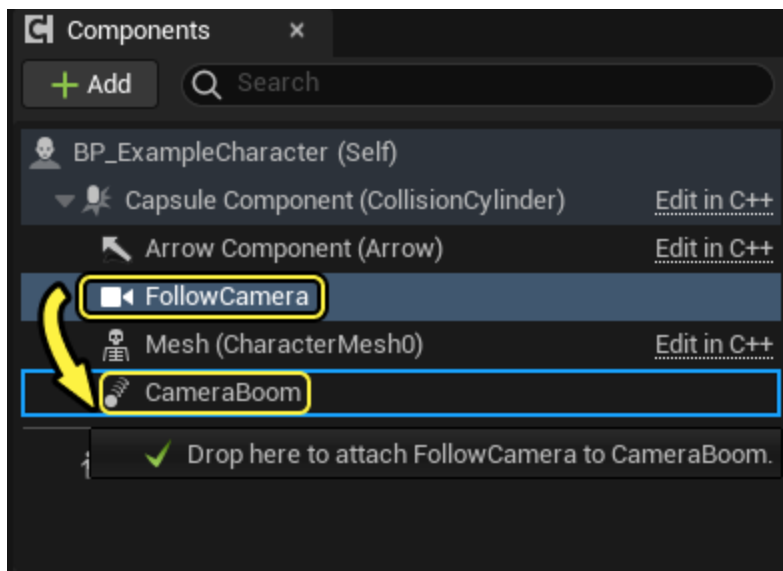 Components
Add
Search
BP_ExampleCharacter (Self)
Capsule Component (CollisionCylinder) Edit in C++
Arrow Component (Arrow) Edit in C++
FollowCamera
Mesh (CharacterMesh0) Edit in C++
CameraBoom
Drop here to attach FollowCamera to CameraBoom.